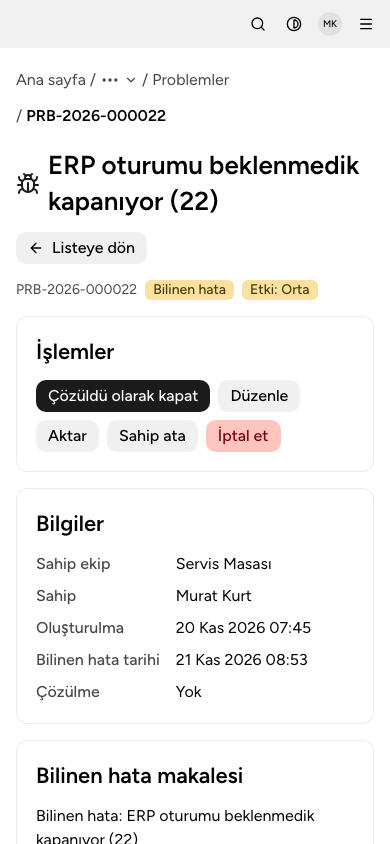 MK
Ana sayfa / ··· / Problemler
/ PRB-2026-000022
ERP oturumu beklenmedik
kapanıyor (22)
Listeye dön
PRB-2026-000022 Bilinen hata Etki: Orta
İşlemler
Çözüldü olarak kapat Düzenle
Aktar Sahip ata İptal et
Bilgiler
Sahip ekip Servis Masası
Sahip Murat Kurt
Oluşturulma 20 Kas 2026 07:45
Bilinen hata tarihi 21 Kas 2026 08:53
Çözülme Yok
Bilinen hata makalesi
Bilinen hata: ERP oturumu beklenmedik
kapanıyor (22)